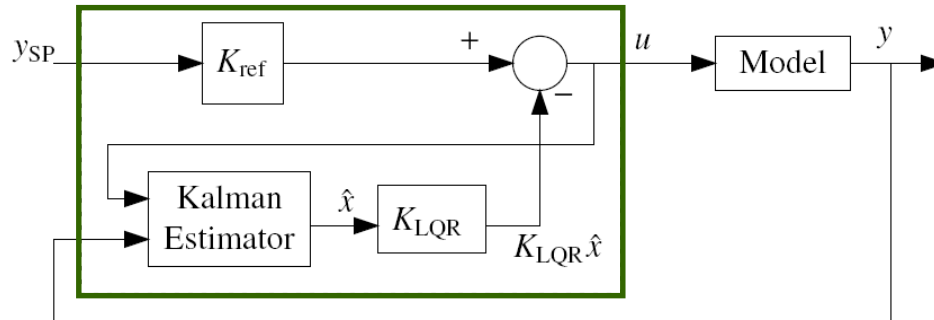 y_SP
K_ref
+
−
u
Model
y
Kalman
Estimator
x̂
K_LQR
K_LQR x̂